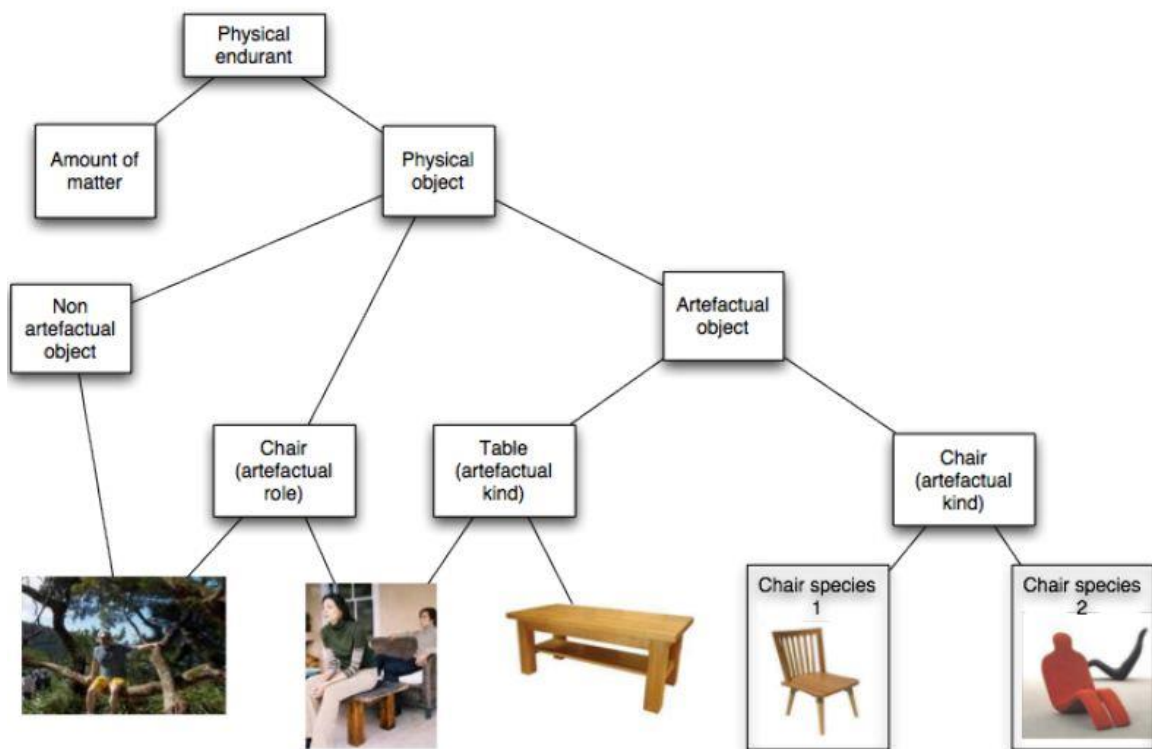 Physical
endurant
Amount of
matter
Physical
object
Non
artefactual
object
Artefactual
object
Chair
(artefactual
role)
Table
(artefactual
kind)
Chair
(artefactual
kind)
Chair species
1
Chair species
2